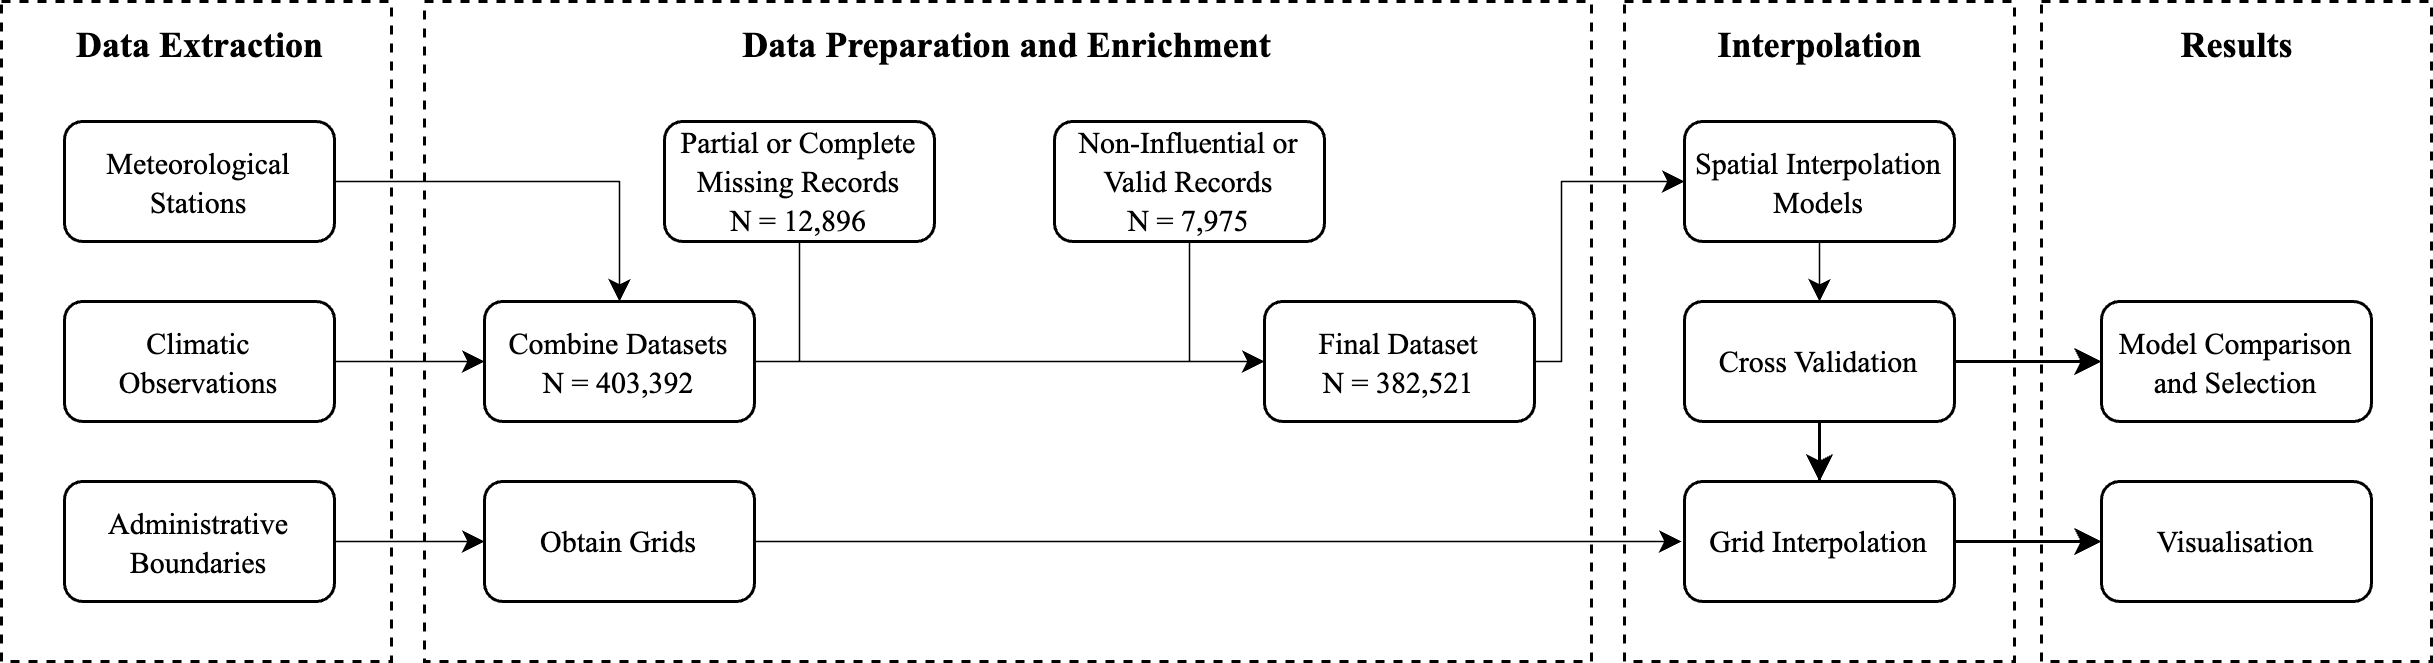 Data Extraction
Meteorological
Stations
Climatic
Observations
Administrative
Boundaries
Data Preparation and Enrichment
Partial or Complete
Missing Records
N = 12,896
Non-Influential or
Valid Records
N = 7,975
Combine Datasets
N = 403,392
Final Dataset
N = 382,521
Obtain Grids
Interpolation
Spatial Interpolation
Models
Cross Validation
Grid Interpolation
Results
Model Comparison
and Selection
Visualisation